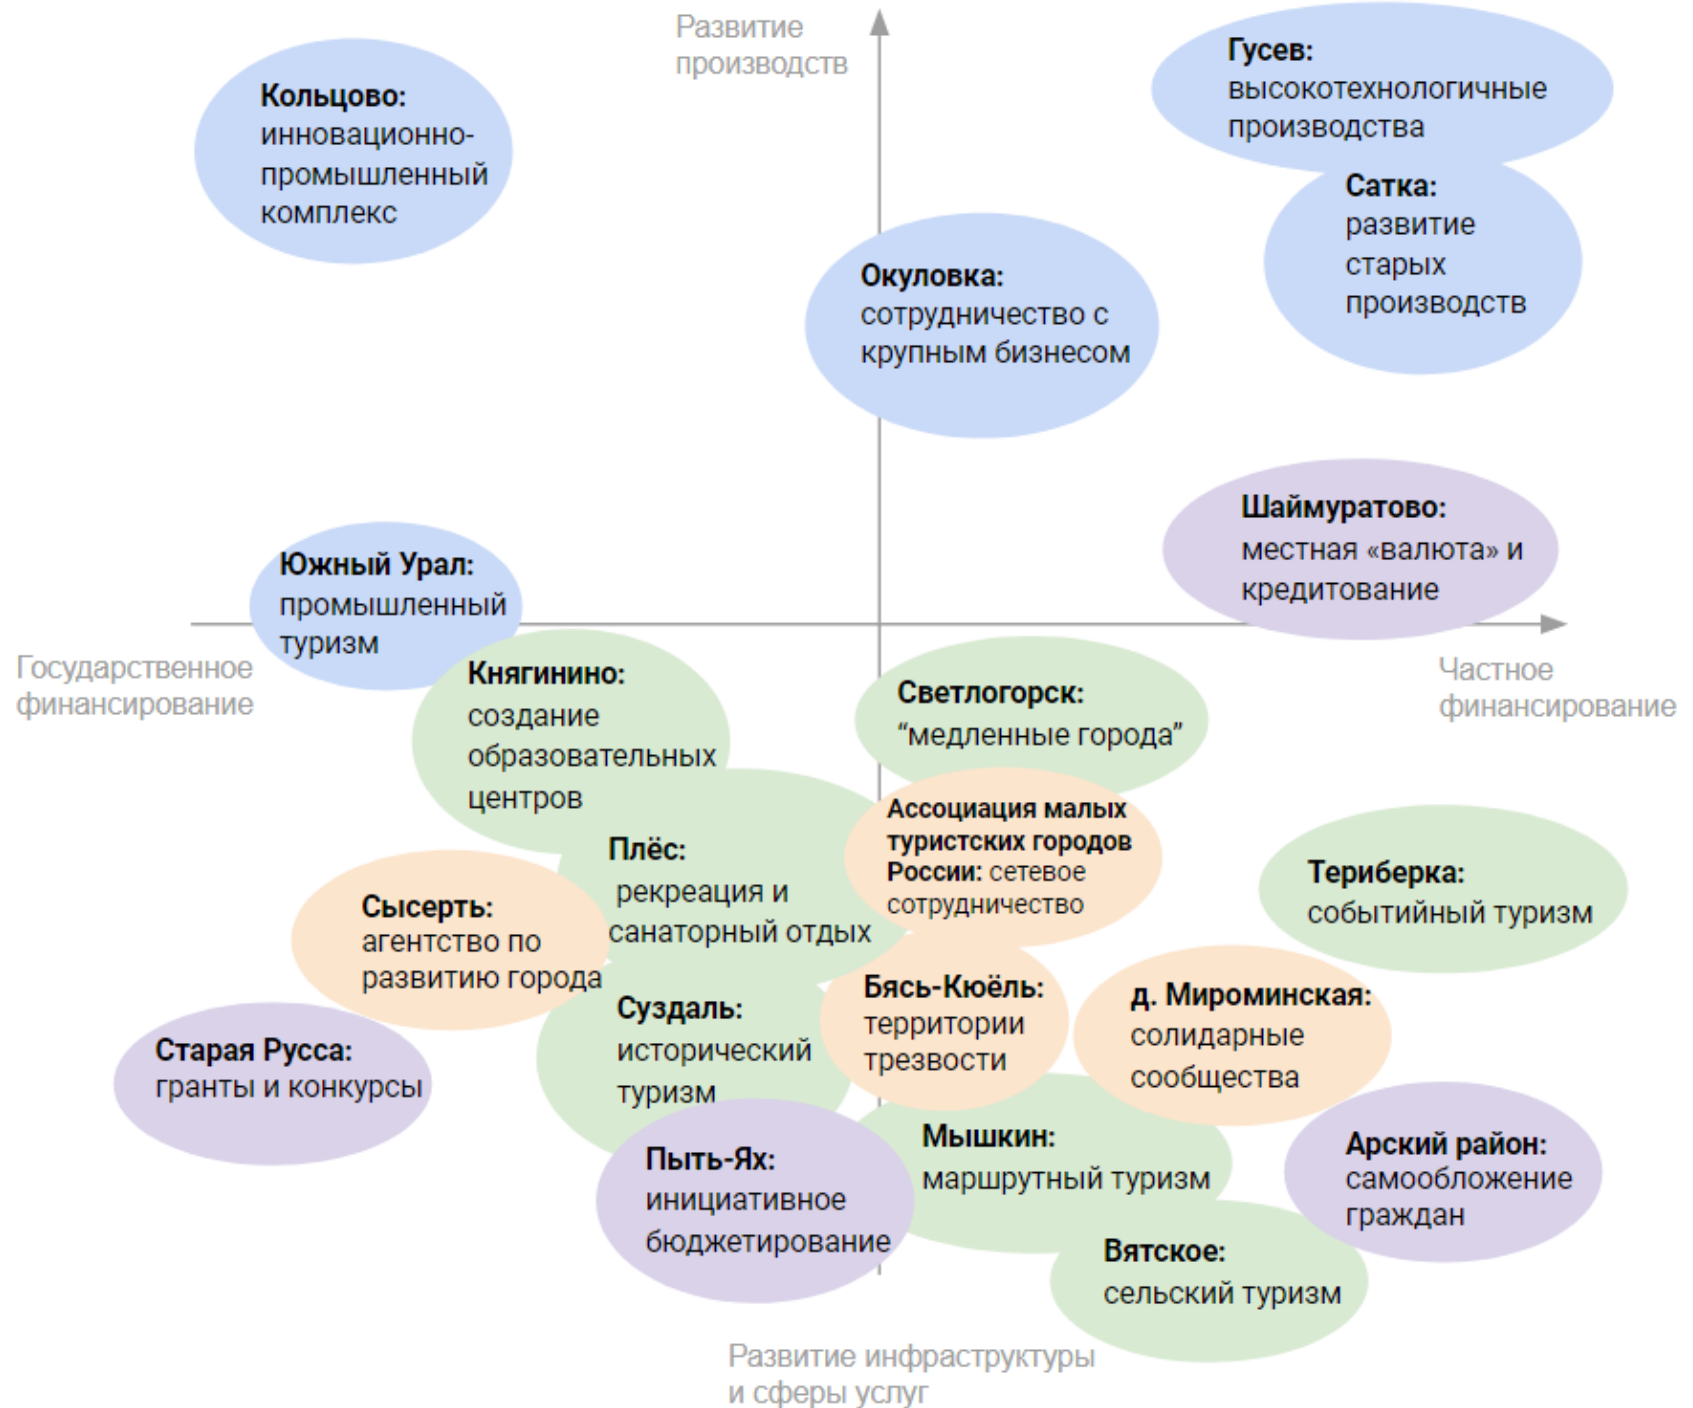 Развитие
производств
Гусев:
высокотехнологичные
производства
Кольцово:
инновационно-
промышленный
комплекс
Сатка:
развитие
старых
производств
Окуловка:
сотрудничество с
крупным бизнесом
Шаймуратово:
местная «валюта» и
кредитование
Южный Урал:
промышленный
туризм
Государственное
финансирование
Частное
финансирование
Княгинино:
создание
образовательных
центров
Светлогорск:
“медленные города”
Ассоциация малых
туристских городов
России: сетевое
сотрудничество
Плёс:
рекреация и
санаторный отдых
Териберка:
событийный туризм
Сысерть:
агентство по
развитию города
Бясь-Кюёль:
территории
трезвости
д. Мироминская:
солидарные
сообщества
Суздаль:
исторический
туризм
Старая Русса:
гранты и конкурсы
Мышкин:
маршрутный туризм
Арский район:
самообложение
граждан
Пыть-Ях:
инициативное
бюджетирование
Вятское:
сельский туризм
Развитие инфраструктуры
и сферы услуг